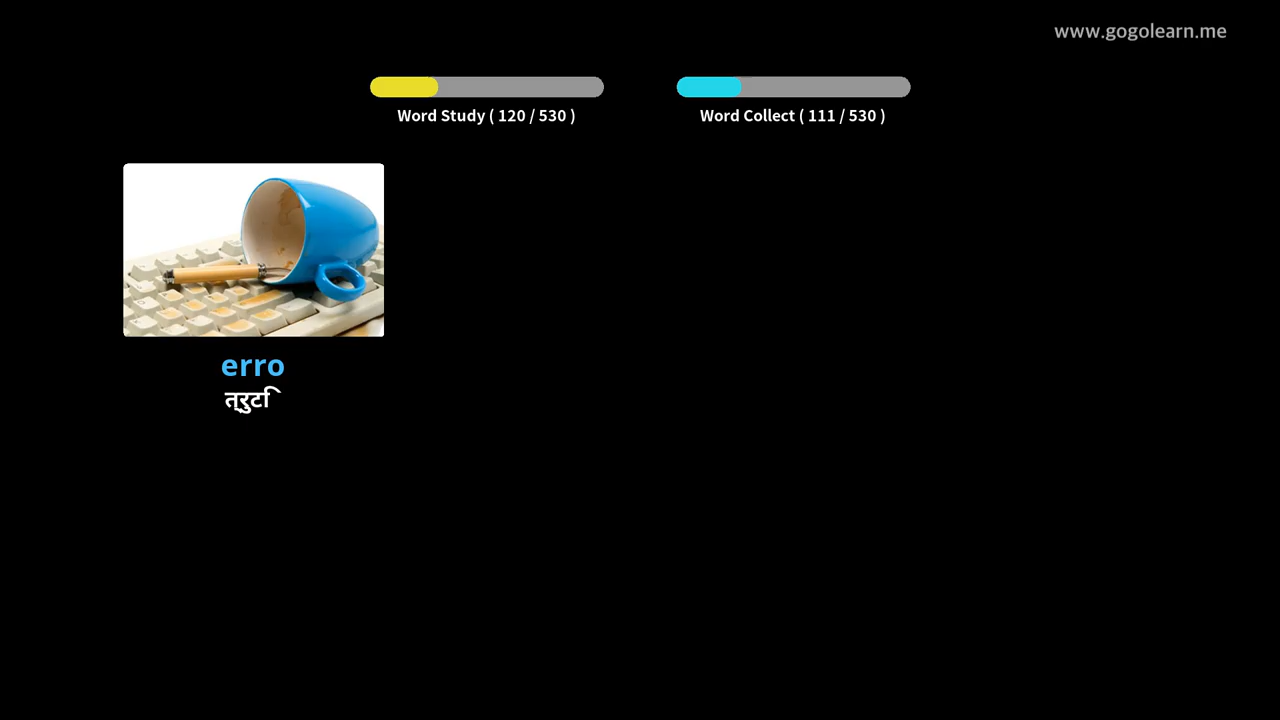 www.gogolearn.me
Word Study ( 120 / 530 )
Word Collect ( 111 / 530 )
erro
त्रुटि